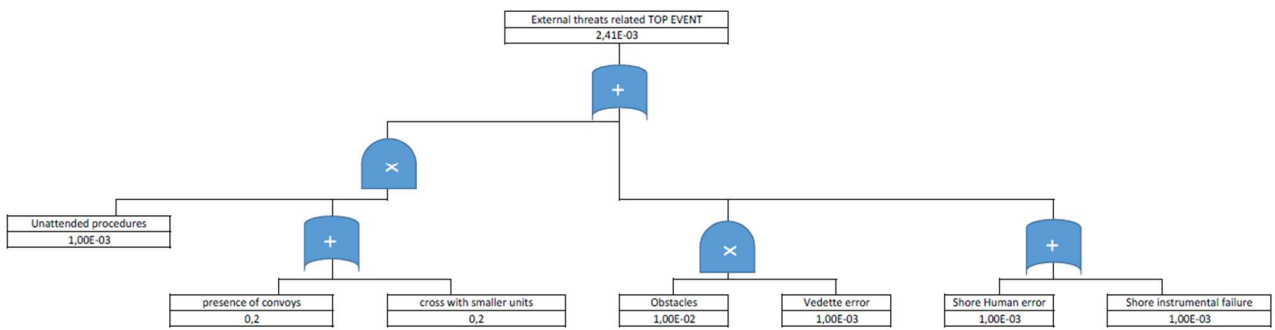 External threats related TOP EVENT
2,41E-03
+
x
Unattended procedures
1,00E-03
+
x
+
presence of convoys
0,2
cross with smaller units
0,2
Obstacles
1,00E-02
Vedette error
1,00E-03
Shore Human error
1,00E-03
Shore instrumental failure
1,00E-03